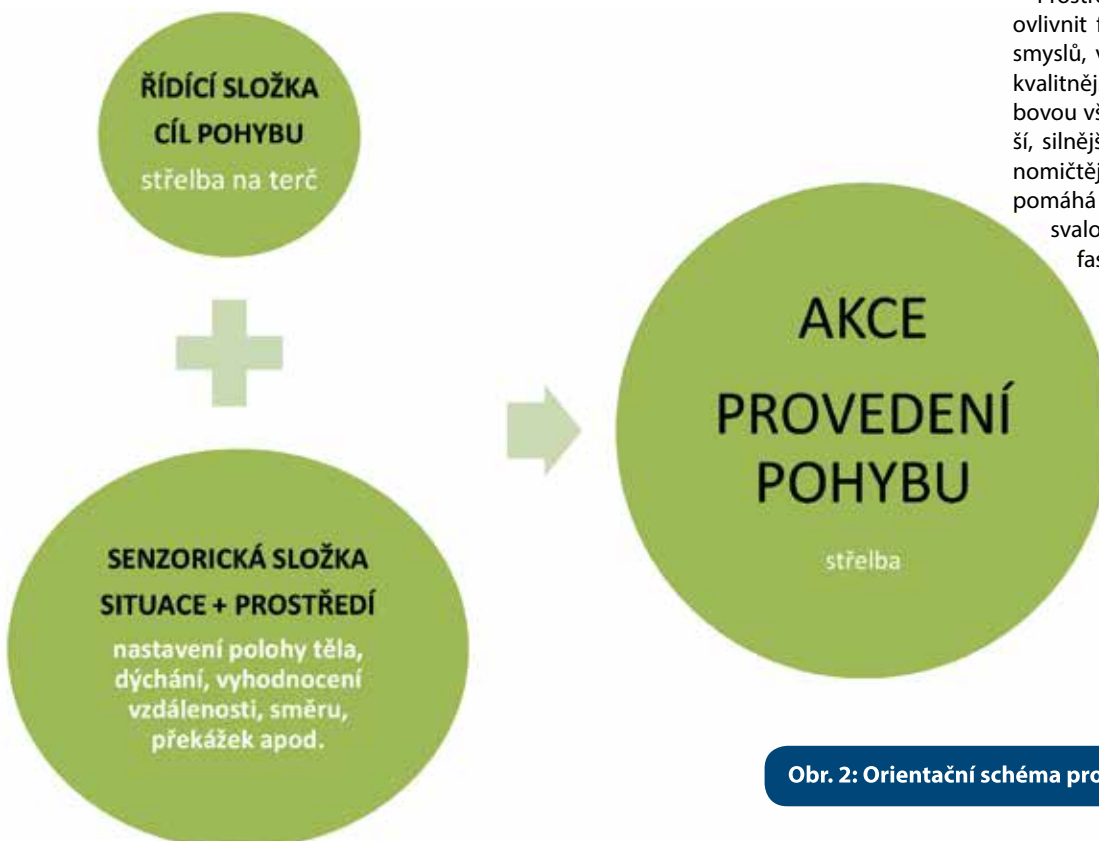 ŘÍDÍCÍ SLOŽKA
CÍL POHYBU
střelba na terč
SENZORICKÁ SLOŽKA
SITUACE + PROSTŘEDÍ
nastavení polohy těla,
dýchání, vyhodnocení
vzdálenosti, směru,
překážek apod.
AKCE
PROVEDENÍ
POHYBU
střelba
ovlivnit
smyslů,
kvalitněj
bovou vš
ší, silnějš
nomičtěj
pomáhá
svalo
fas
Obr. 2: Orientační schéma pro